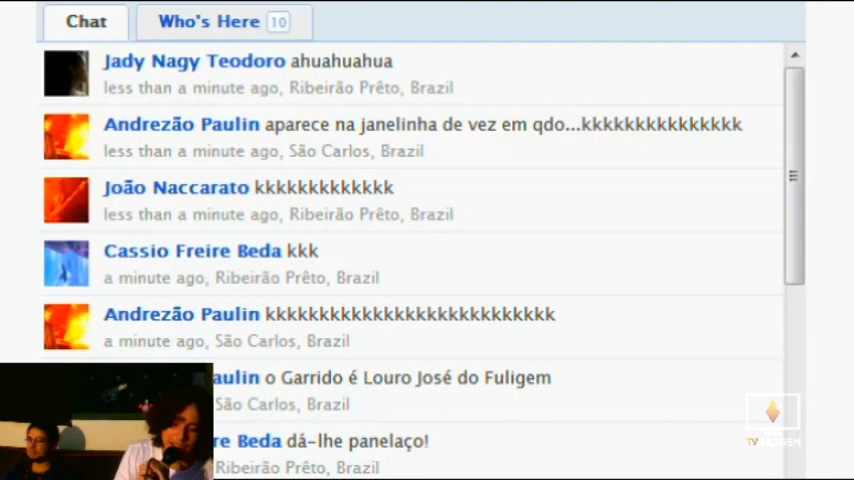 Chat
Who's Here 10
Jady Nagy Teodoro ahuahuahua
less than a minute ago, Ribeirão Prêto, Brazil
Andrezão Paulin aparece na janelinha de vez em qdo...kkkkkkkkkkkkkkk
less than a minute ago, São Carlos, Brazil
João Naccarato kkkkkkkkkkkkk
less than a minute ago, Ribeirão Prêto, Brazil
Cassio Freire Beda kkk
a minute ago, Ribeirão Prêto, Brazil
Andrezão Paulin kkkkkkkkkkkkkkkkkkkkkkkkkkk
a minute ago, São Carlos, Brazil
aulin o Garrido é Louro José do Fuligem
São Carlos, Brazil
re Beda dá-lhe panelaço!
Ribeirão Prêto, Brazil